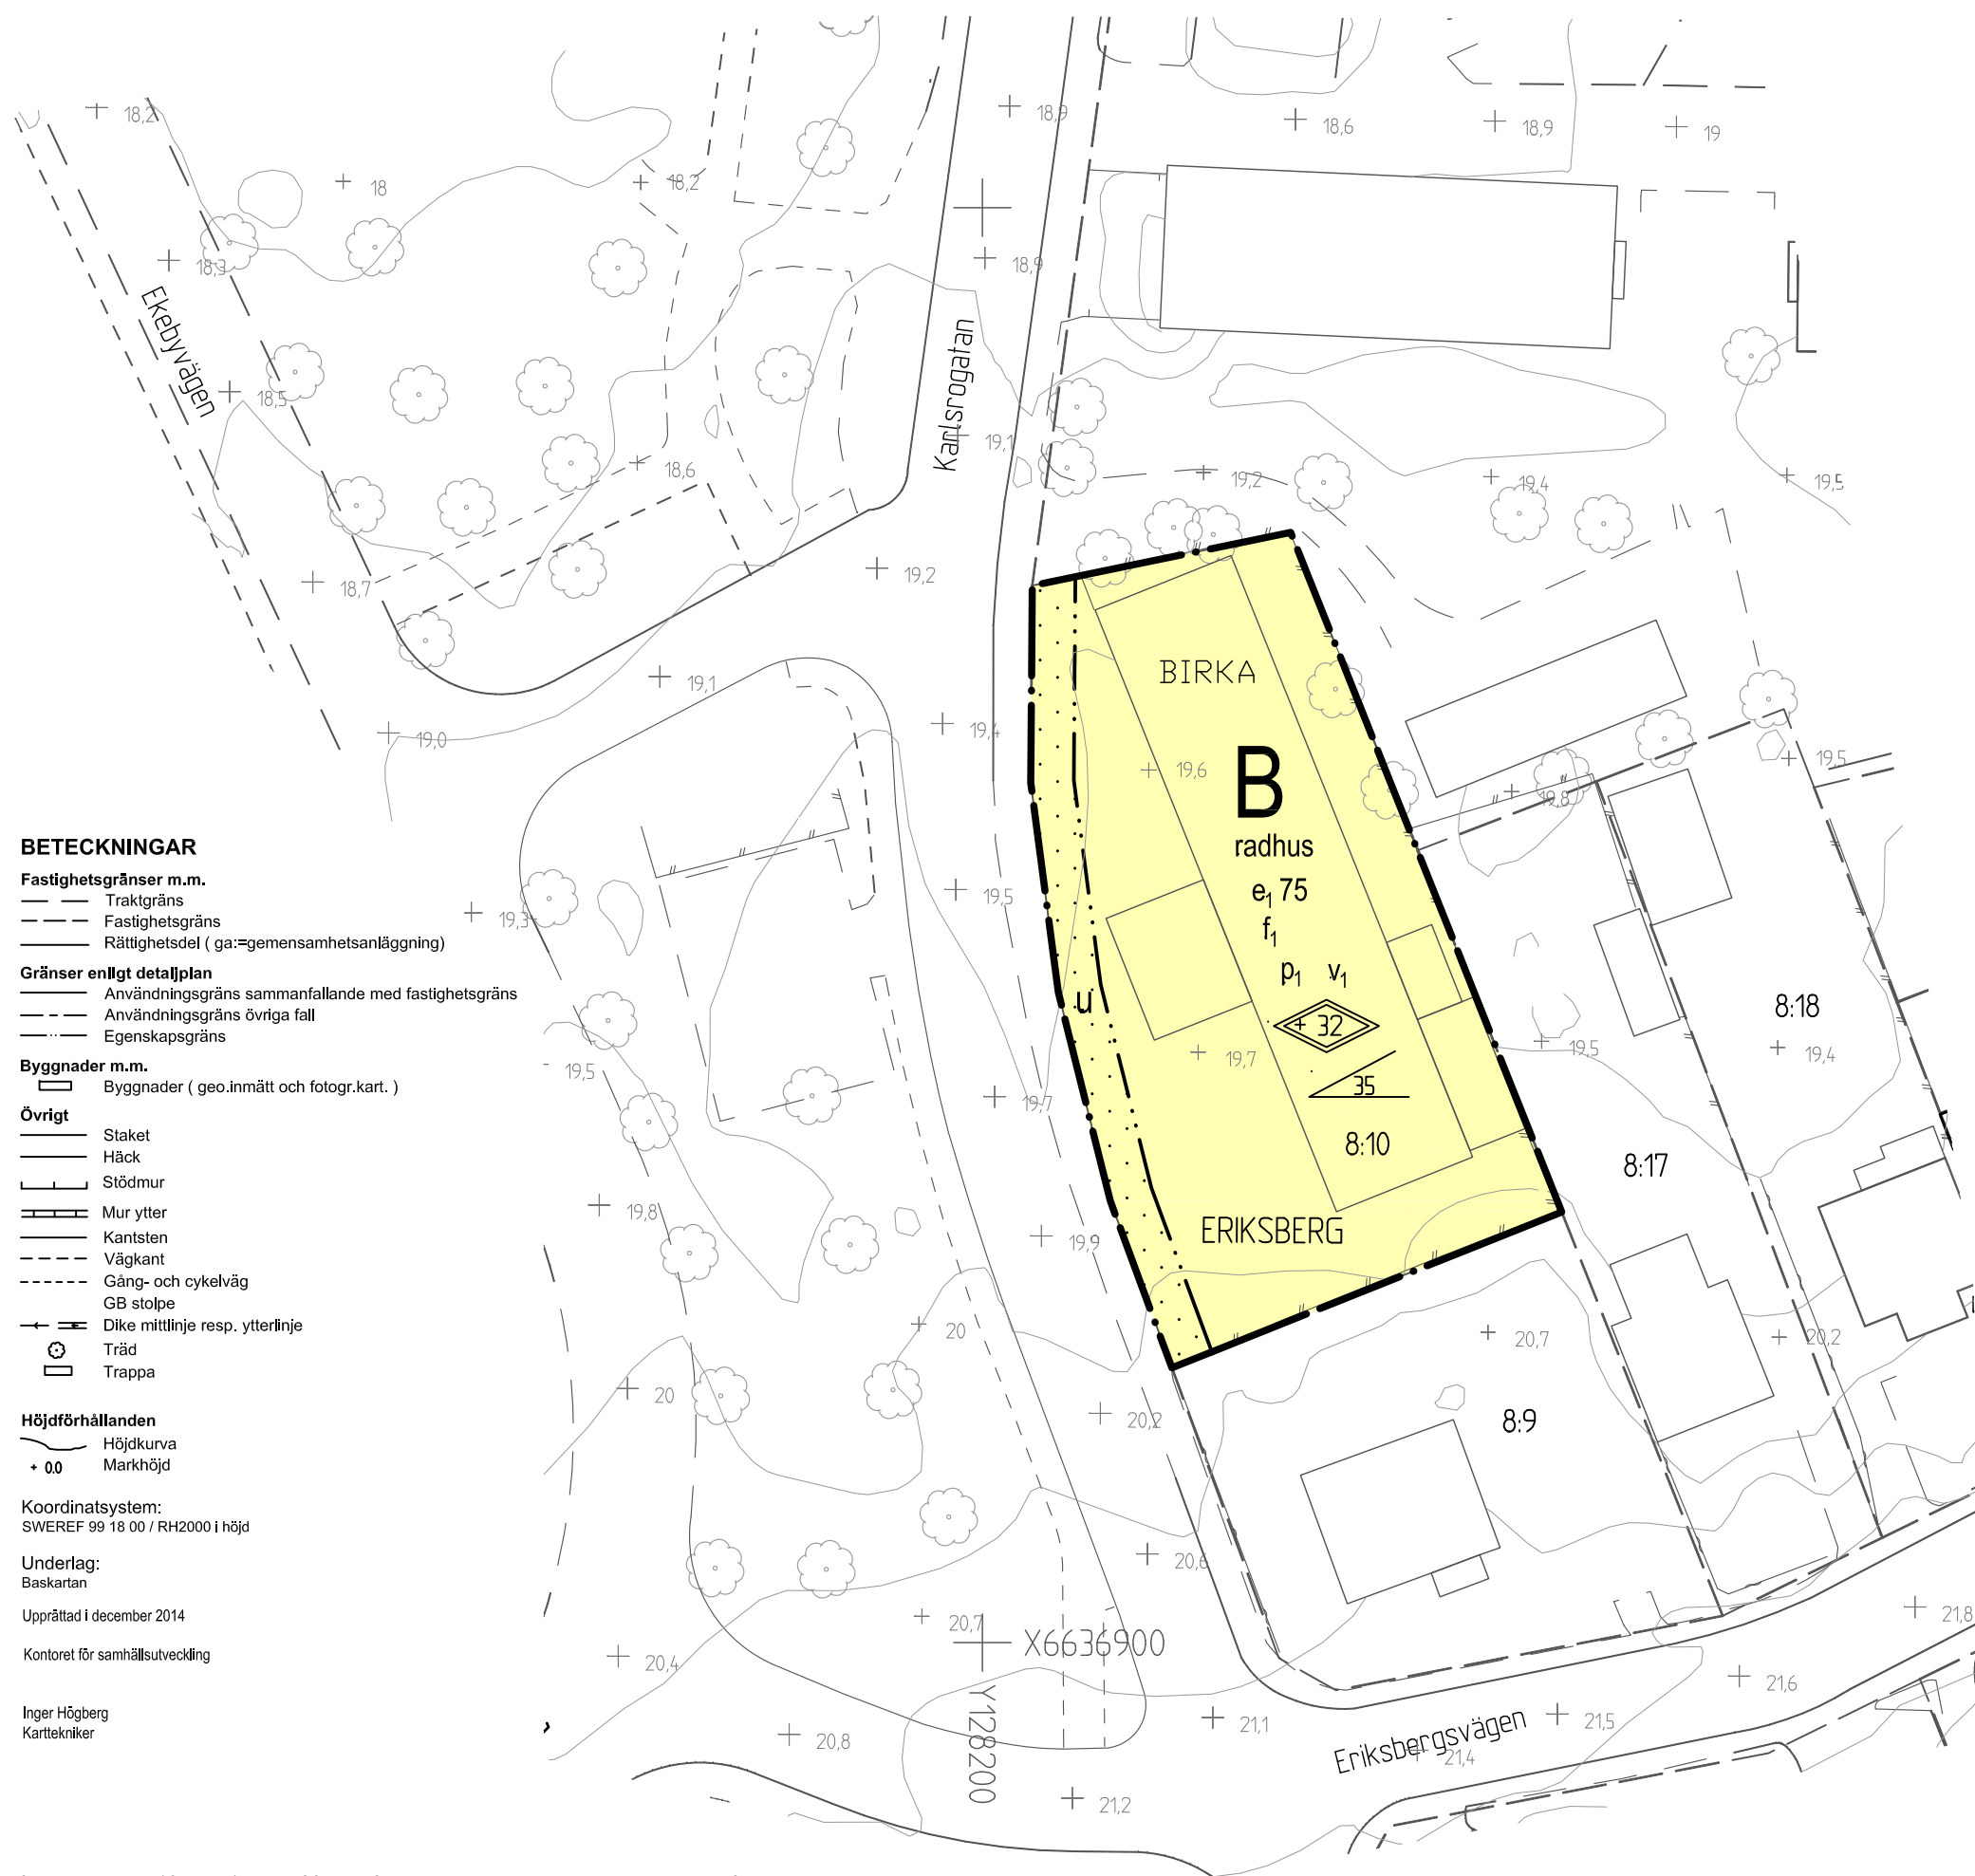 18,2
18,9
18,6
18,9
19
18
18,2
18,3
18,9
Ekebyvägen
Karlsrogatan
18,5
19,1
18,6
19,2
19,4
19,5
18,7
19,2
BIRKA
19,1
19,0
19,4
19,6
B
19,5
19,8
radhus
e1 75
f1
p1 v1
19,5
19,3
u
+ 32
8:18
19,5
19,7
19,5
19,4
19,7
35
8:10
8:17
19,8
19,9
ERIKSBERG
20
20,7
20,2
20
20,2
8:9
20,6
20,7
X6636900
21,8
20,4
Y128200
21,6
20,8
21,1
Eriksbergsvägen
21,5
21,4
21,2
BETECKNINGAR
Fastighetsgränser m.m.
Traktgräns
Fastighetsgräns
Rättighetsdel ( ga:=gemensamhetsanläggning)
Gränser enligt detaljplan
Användningsgräns sammanfallande med fastighetsgräns
Användningsgräns övriga fall
Egenskapsgräns
Byggnader m.m.
Byggnader ( geo.inmätt och fotogr.kart. )
Övrigt
Staket
Häck
Stödmur
Mur ytter
Kantsten
Vägkant
Gång- och cykelväg
GB stolpe
Dike mittlinje resp. ytterlinje
Träd
Trappa
Höjdförhållanden
Höjdkurva
+ 0.0 Markhöjd
Koordinatsystem:
SWEREF 99 18 00 / RH2000 i höjd
Underlag:
Baskartan
Upprättad i december 2014
Kontoret för samhällsutveckling
Inger Högberg
Karttekniker